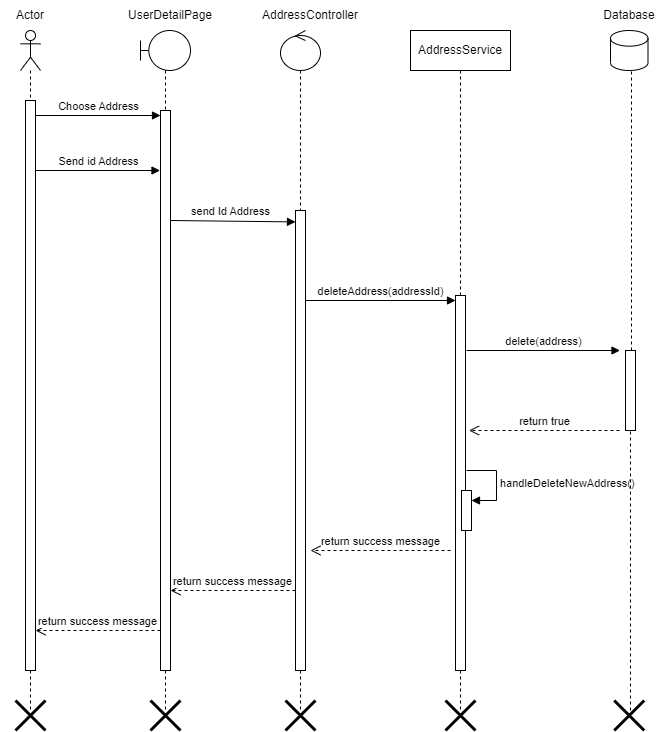 Actor
UserDetailPage
AddressController
AddressService
Database
Choose Address
Send id Address
send Id Address
deleteAddress(addressId)
delete(address)
return true
handleDeleteNewAddress()
return success message
return success message
return success message